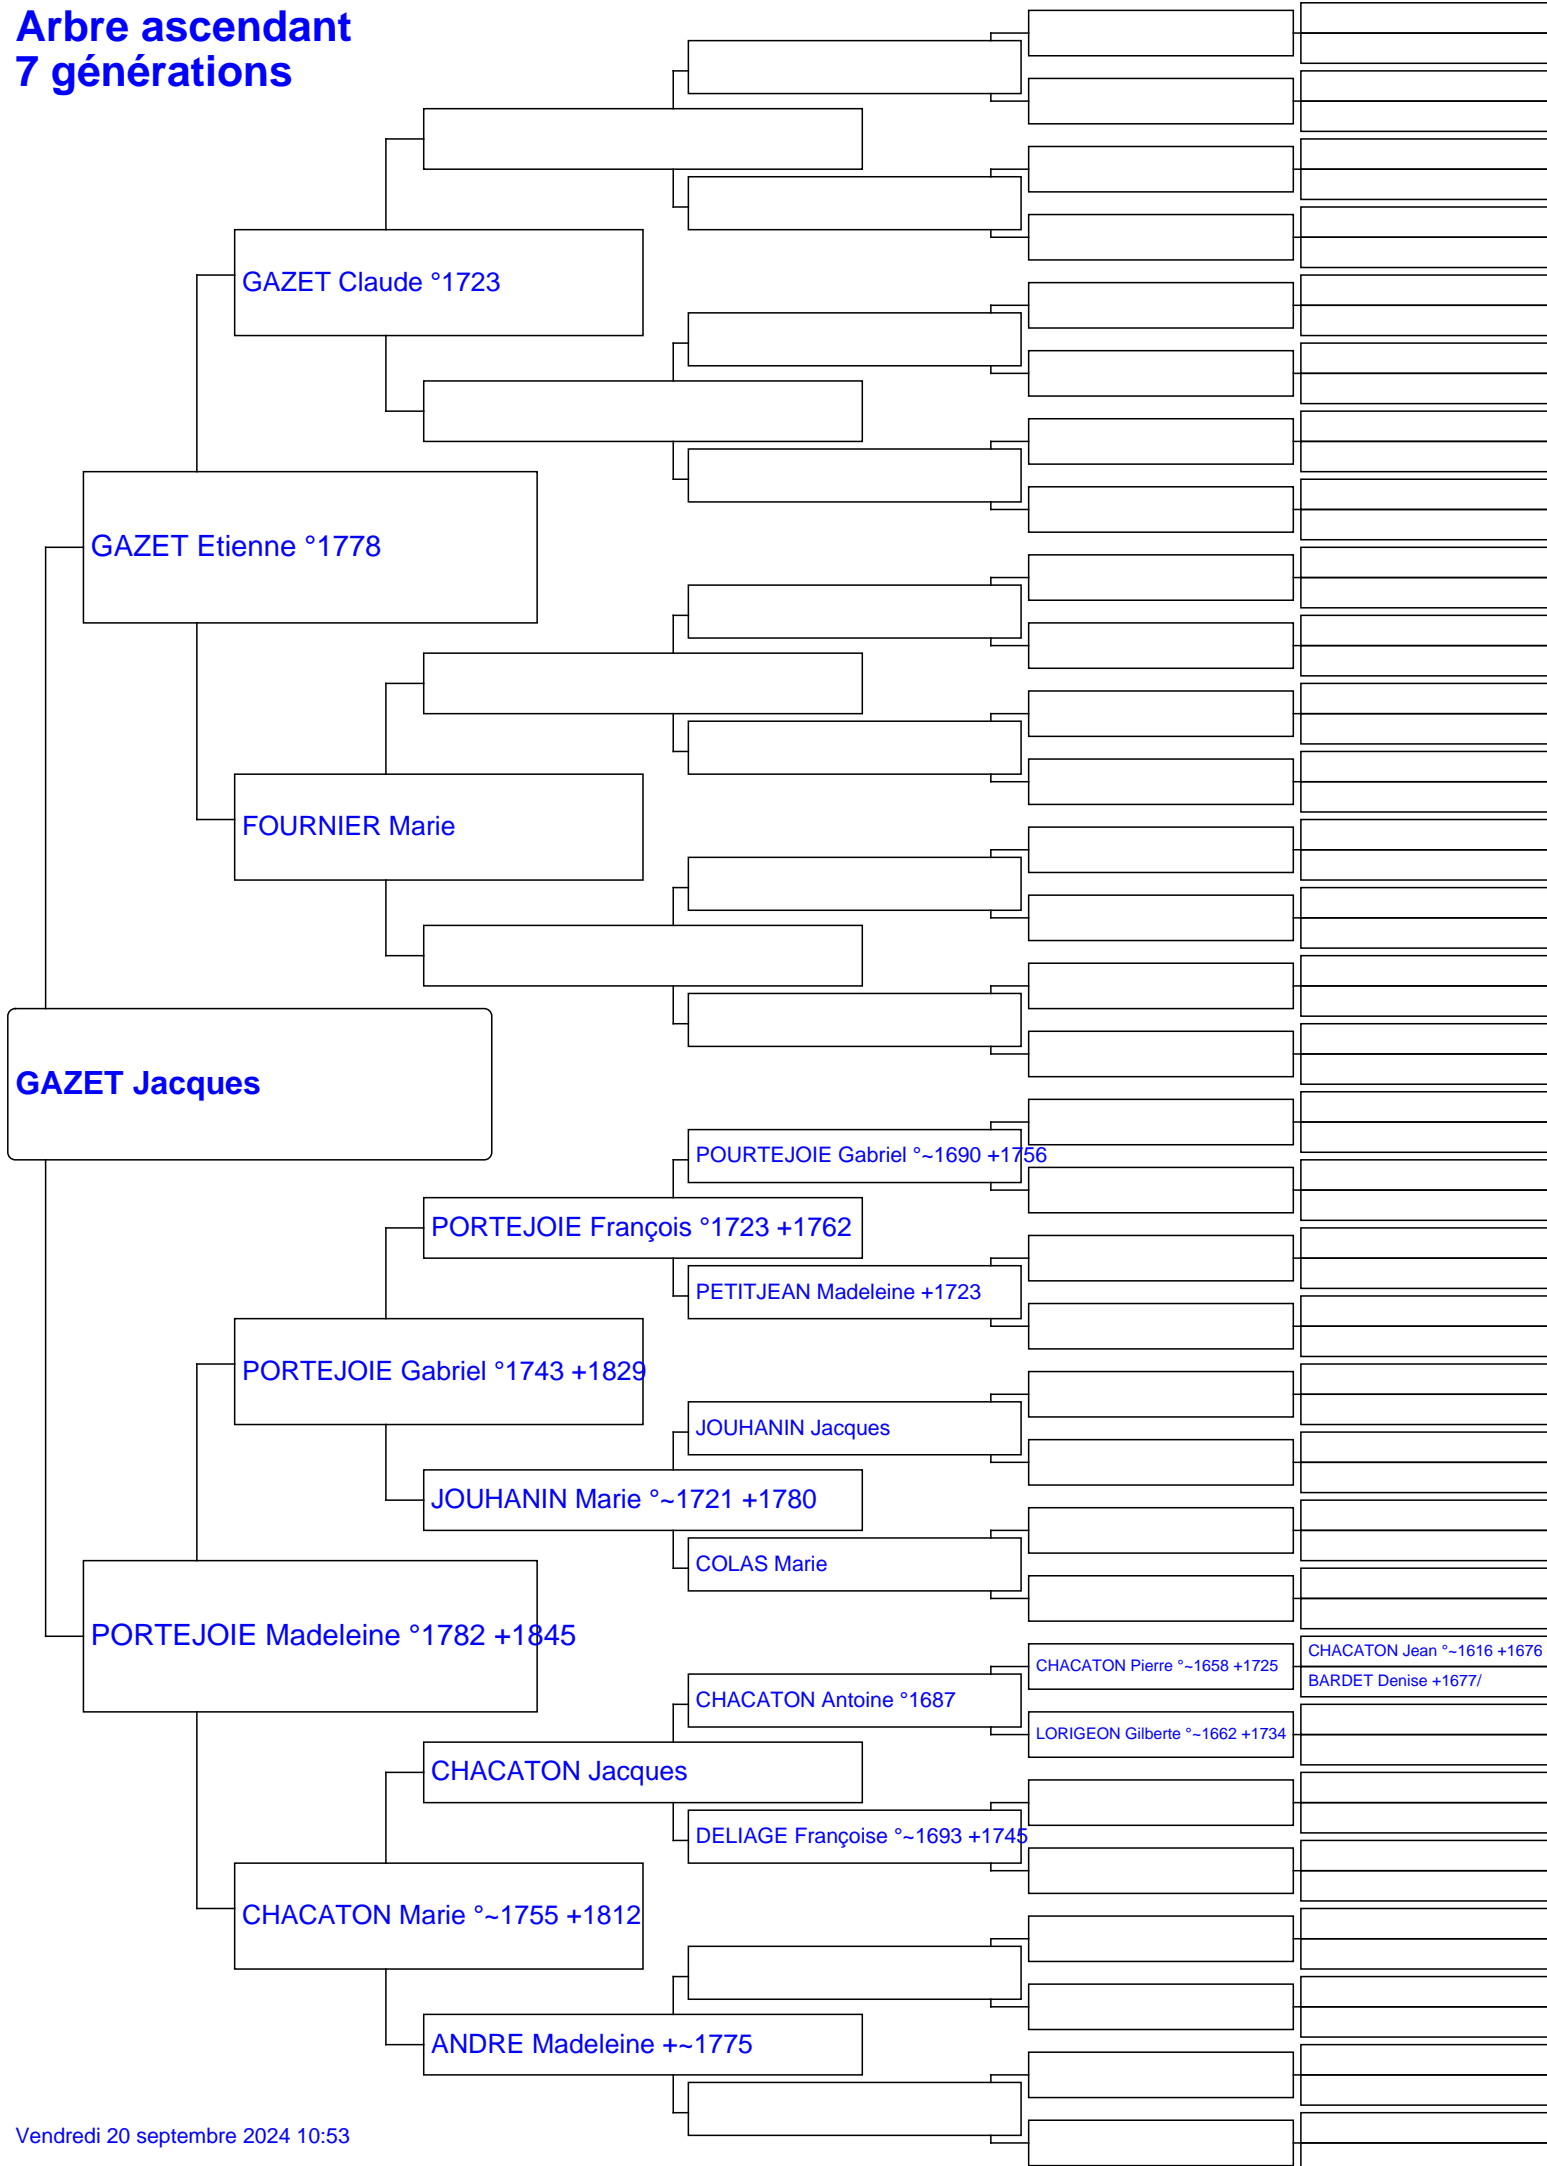 Arbre ascendant
7 générations
GAZET Claude °1723
GAZET Etienne °1778
FOURNIER Marie
GAZET Jacques
POURTEJOIE Gabriel °~1690 +1756
PORTEJOIE François °1723 +1762
PETITJEAN Madeleine +1723
PORTEJOIE Gabriel °1743 +1829
JOUHANIN Jacques
JOUHANIN Marie °~1721 +1780
COLAS Marie
PORTEJOIE Madeleine °1782 +1845
CHACATON Jean °~1616 +1676
CHACATON Pierre °~1658 +1725
BARDET Denise +1677/
CHACATON Antoine °1687
LORIGEON Gilberte °~1662 +1734
CHACATON Jacques
DELIAGE Françoise °~1693 +1745
CHACATON Marie °~1755 +1812
ANDRE Madeleine +~1775
Vendredi 20 septembre 2024 10:53